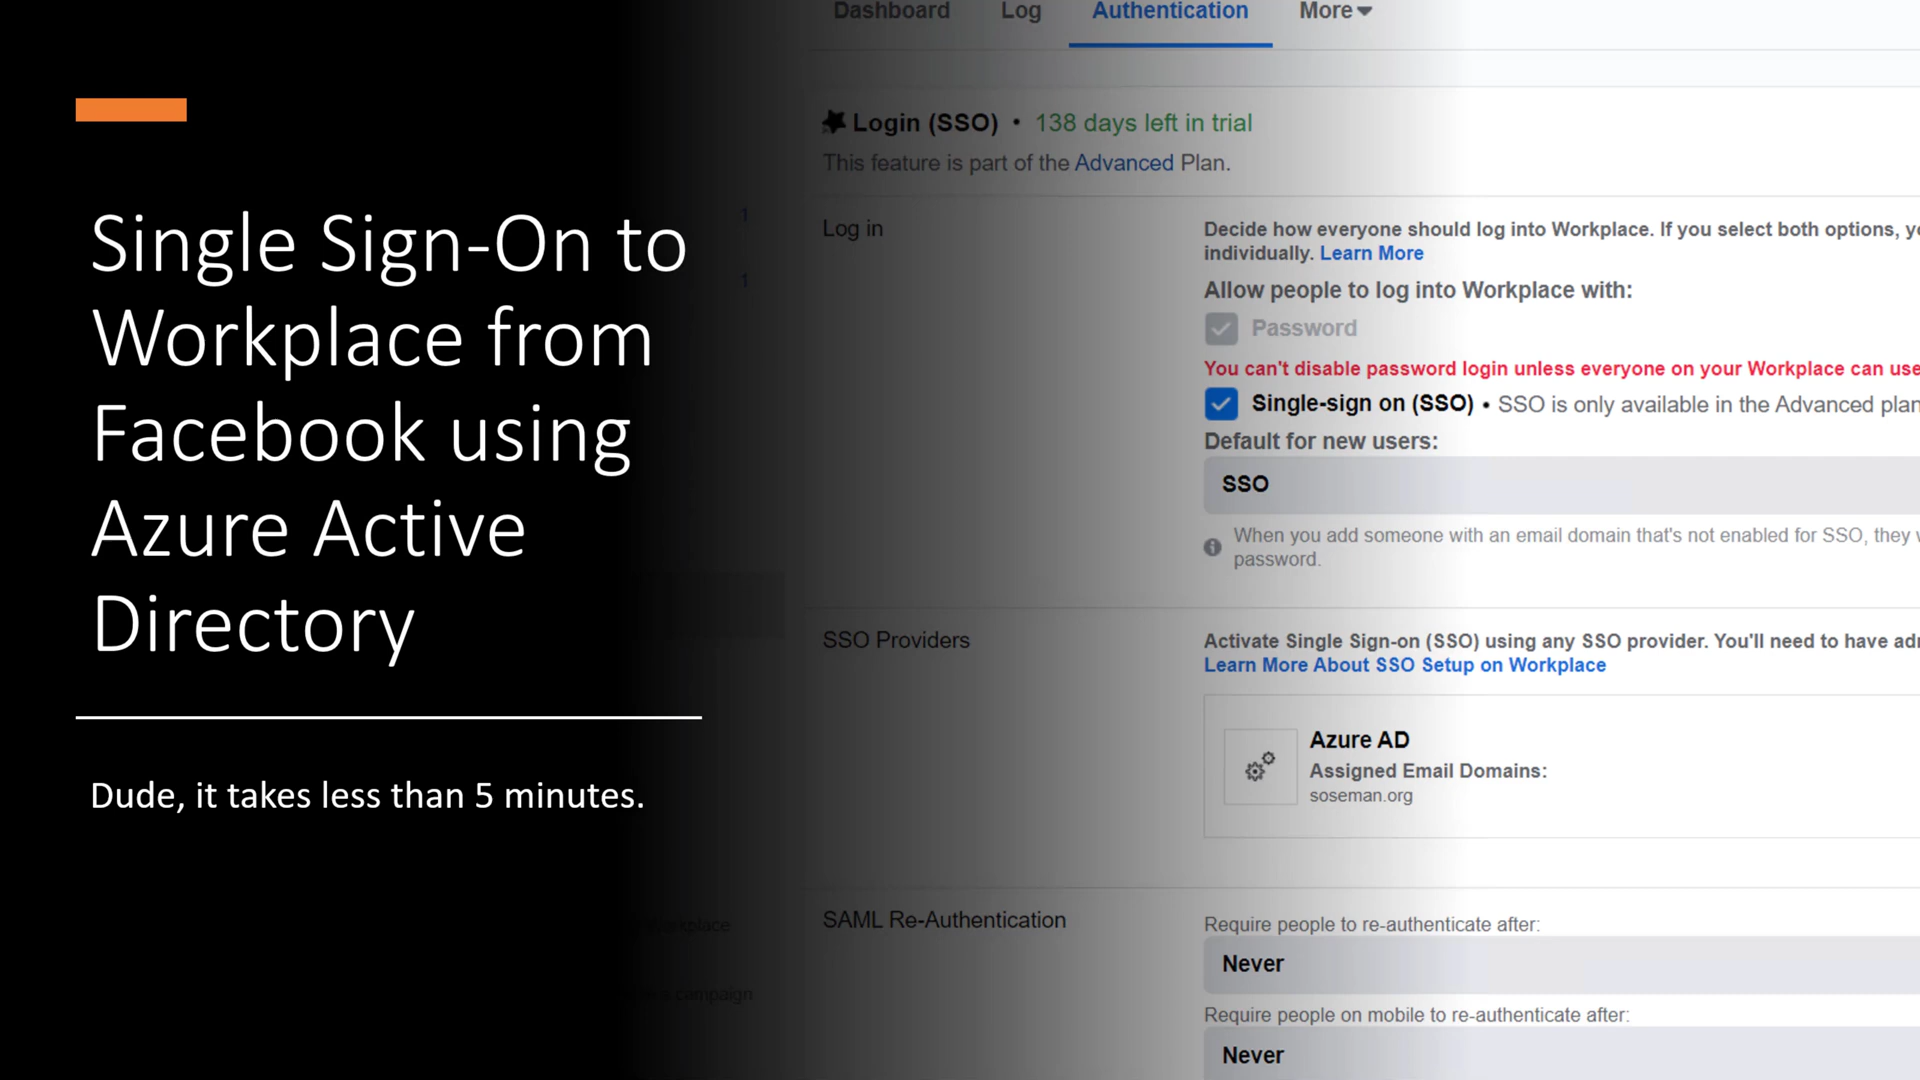 Single Sign-On to
Workplace from
Facebook using
Azure Active
Directory
Dude, it takes less than 5 minutes.
1
1
campaign
Dashboard Log Authentication More
Login (SSO) • 138 days left in trial
This feature is part of the Advanced Plan.
Log in
Decide how everyone should log into Workplace. If you select both options, yo
individually. Learn More
Allow people to log into Workplace with:
Password
You can't disable password login unless everyone on your Workplace can use
Single-sign on (SSO) • SSO is only available in the Advanced plan
Default for new users:
SSO
When you add someone with an email domain that's not enabled for SSO, they w
password.
SSO Providers
Activate Single Sign-on (SSO) using any SSO provider. You'll need to have adm
Learn More About SSO Setup on Workplace
Azure AD
Assigned Email Domains:
soseman.org
SAML Re-Authentication
Require people to re-authenticate after:
Never
Require people on mobile to re-authenticate after:
Never